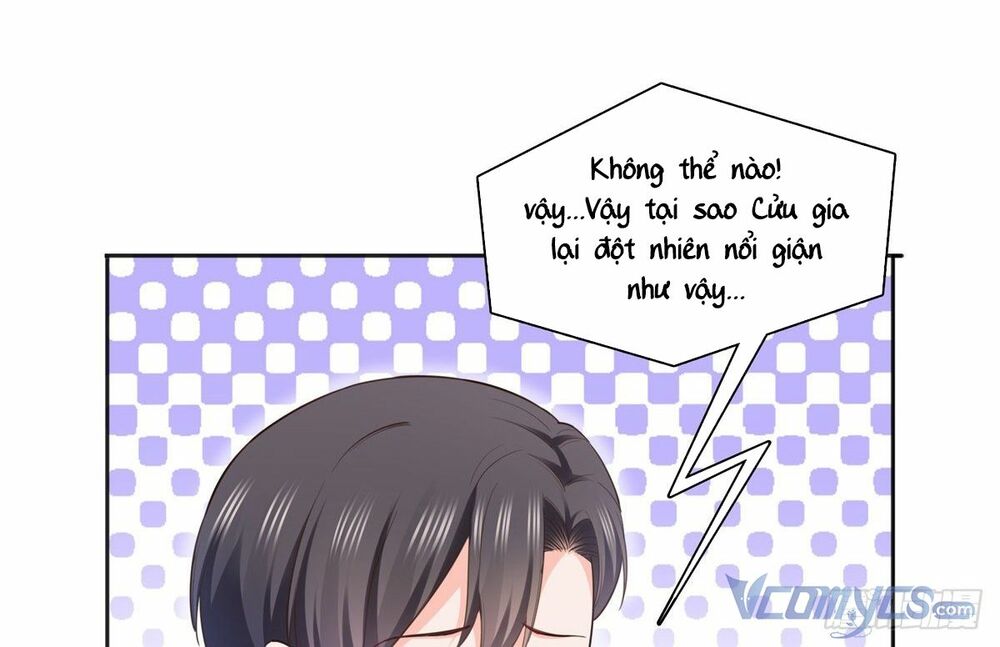 Không thể nào!
vậy...Vậy tại sao Cửu gia
lại đột nhiên nổi giận
như vậy...
VCOMYCS.com